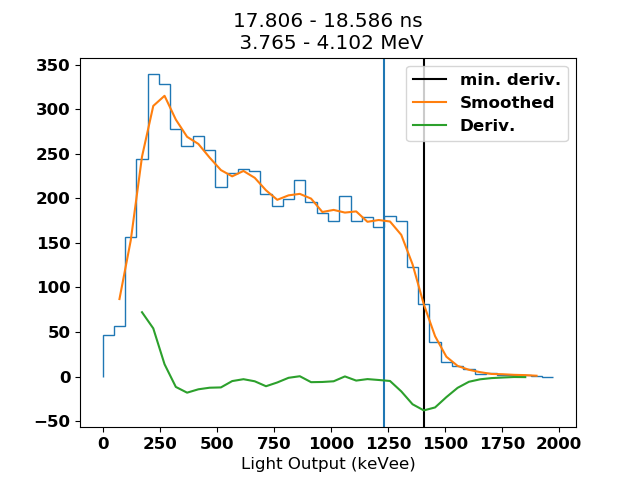 17.806 - 18.586 ns
3.765 - 4.102 MeV
350
300
250
200
150
100
50
0
−50
min. deriv.
Smoothed
Deriv.
0 250 500 750 1000 1250 1500 1750 2000
Light Output (keVee)